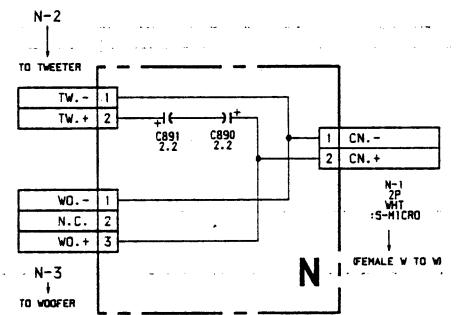 N-2
TO TWEETER
TW.- 1
TW.+ 2
+ +
C891 C890
2.2 2.2
1 CN.-
2 CN.+
N-1
2P
WHT
:S-MICRO
(FEMALE W TO W)
WO.- 1
N.C. 2
WO.+ 3
N
N-3
TO WOOFER